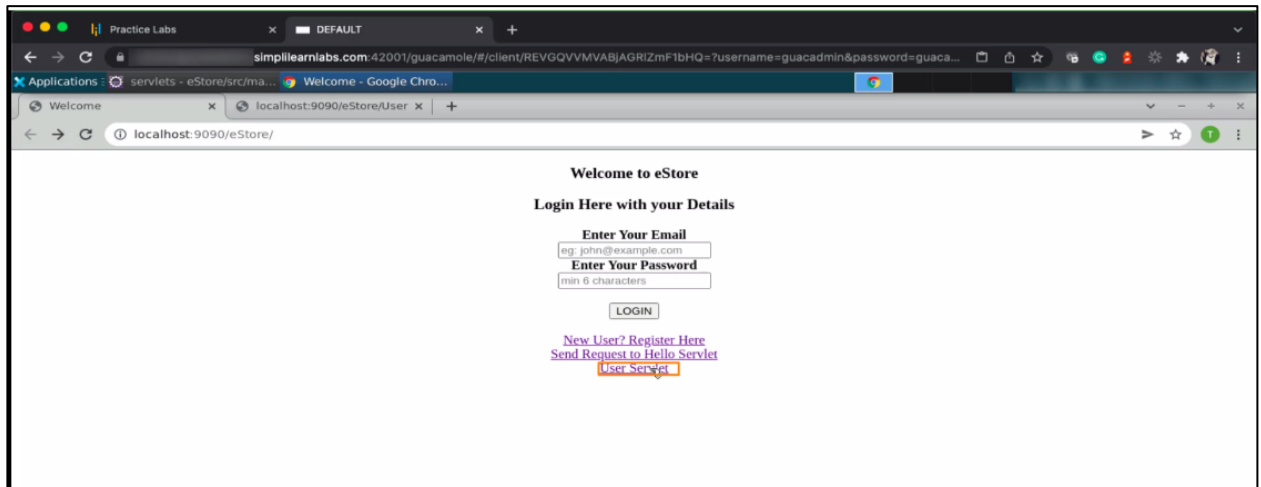 Practice Labs
DEFAULT
simplilearnlabs.com:42001/guacamole/#/client/REVGQVVMVABjAGRlZmF1bHQ=?username=guacadmin&password=guaca...
Applications
servlets - eStore/src/ma...
Welcome - Google Chro...
Welcome
localhost:9090/eStore/User
localhost:9090/eStore/
T
Welcome to eStore
Login Here with your Details
Enter Your Email
eg: john@example.com
Enter Your Password
min 6 characters
LOGIN
New User? Register Here
Send Request to Hello Servlet
User Servlet